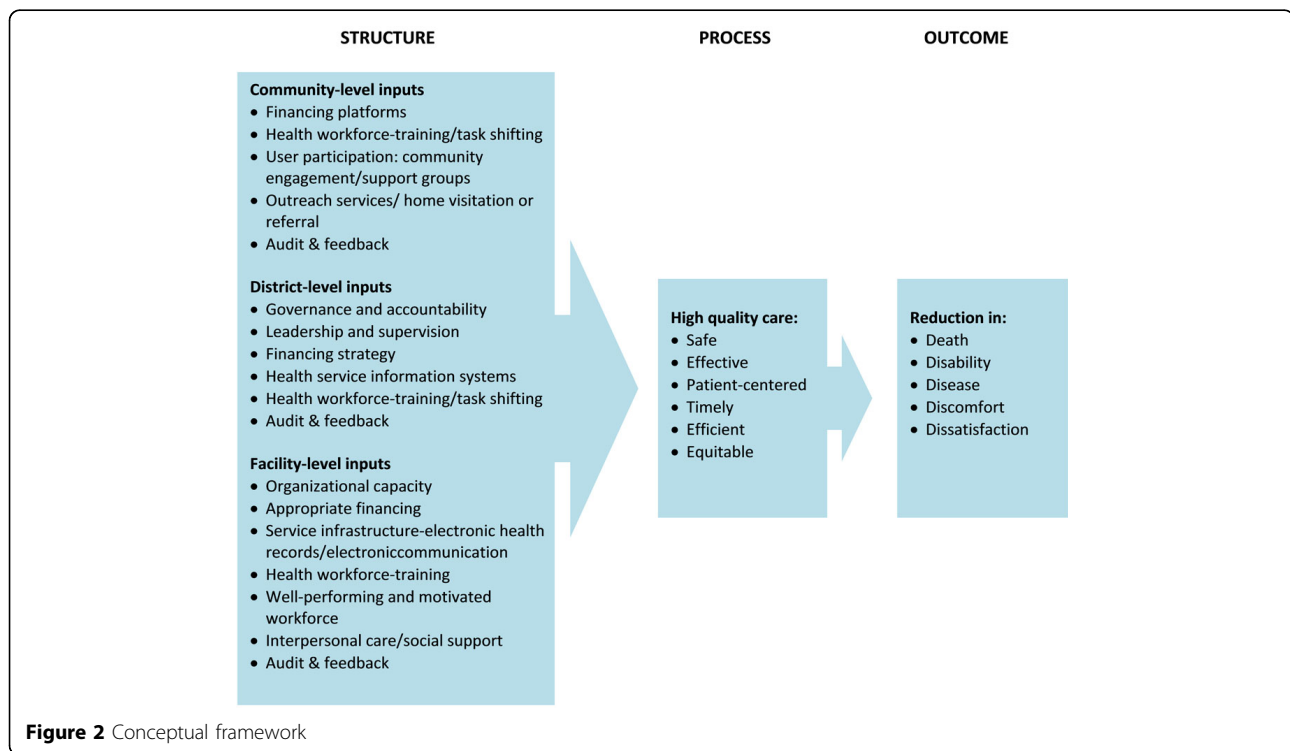 STRUCTURE
PROCESS
OUTCOME
Community-level inputs
• Financing platforms
• Health workforce-training/task shifting
• User participation: community
engagement/support groups
• Outreach services/ home visitation or
referral
• Audit & feedback
District-level inputs
• Governance and accountability
• Leadership and supervision
• Financing strategy
• Health service information systems
• Health workforce-training/task shifting
• Audit & feedback
Facility-level inputs
• Organizational capacity
• Appropriate financing
• Service infrastructure-electronic health
records/electroniccommunication
• Health workforce-training
• Well-performing and motivated
workforce
• Interpersonal care/social support
• Audit & feedback
High quality care:
• Safe
• Effective
• Patient-centered
• Timely
• Efficient
• Equitable
Reduction in:
• Death
• Disability
• Disease
• Discomfort
• Dissatisfaction
Figure 2 Conceptual framework